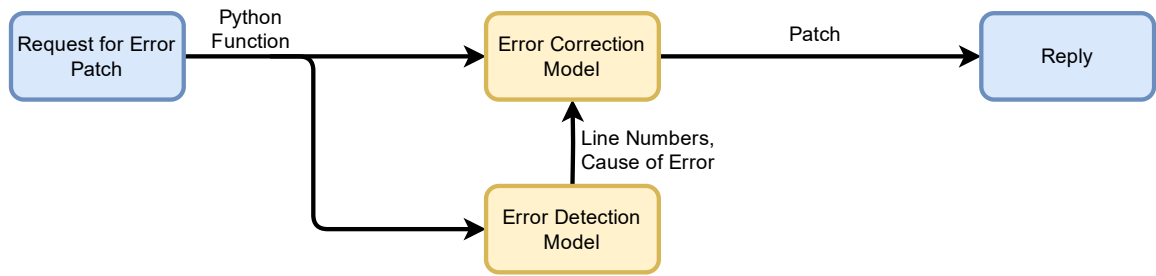 Request for Error
Patch
Python
Function
Error Correction
Model
Patch
Reply
Line Numbers,
Cause of Error
Error Detection
Model